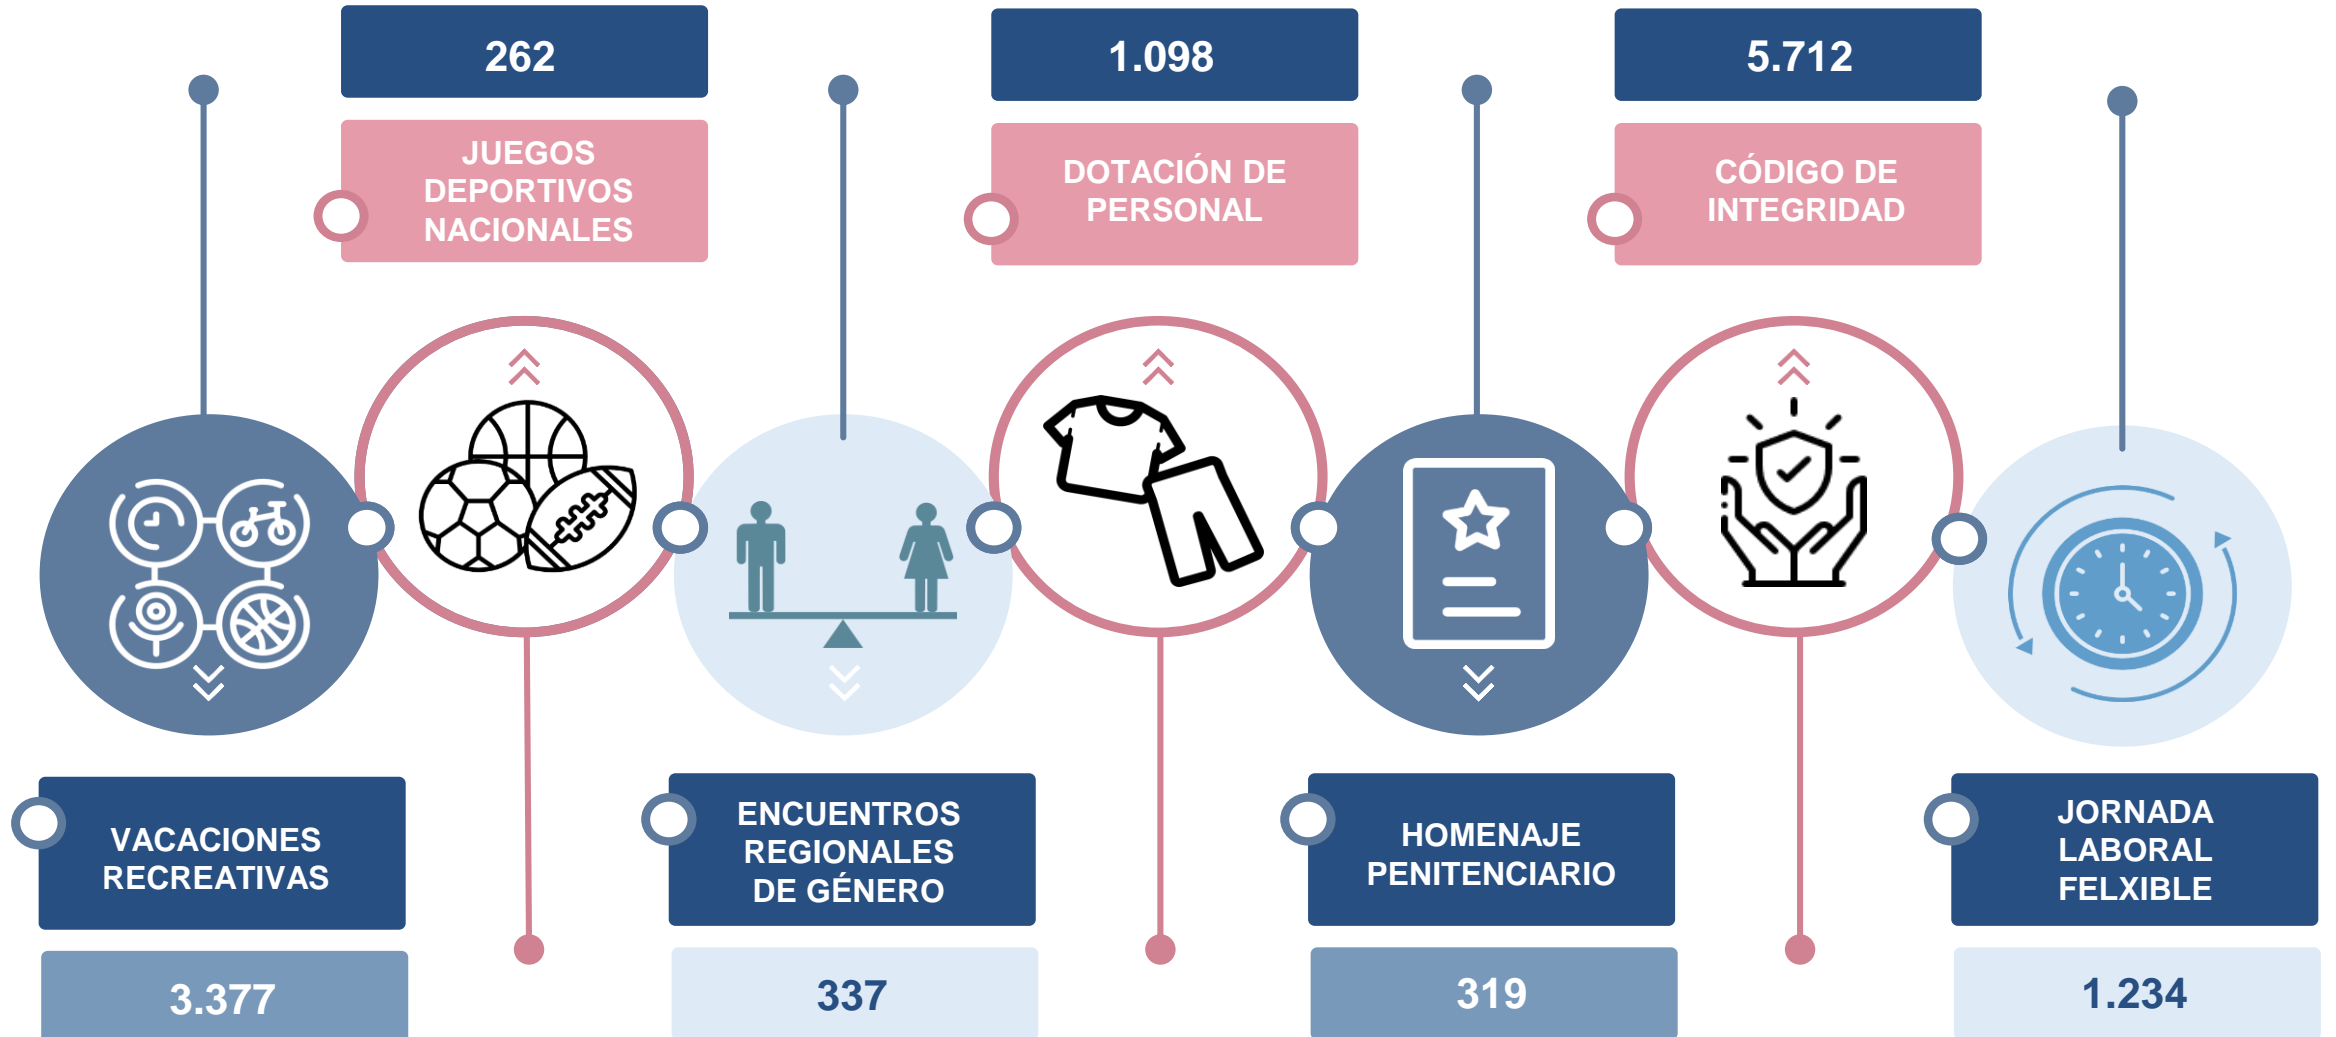 262
JUEGOS
DEPORTIVOS
NACIONALES
1.098
DOTACIÓN DE
PERSONAL
5.712
CÓDIGO DE
INTEGRIDAD
VACACIONES
RECREATIVAS
3.377
ENCUENTROS
REGIONALES
DE GÉNERO
337
HOMENAJE
PENITENCIARIO
319
JORNADA
LABORAL
FELXIBLE
1.234